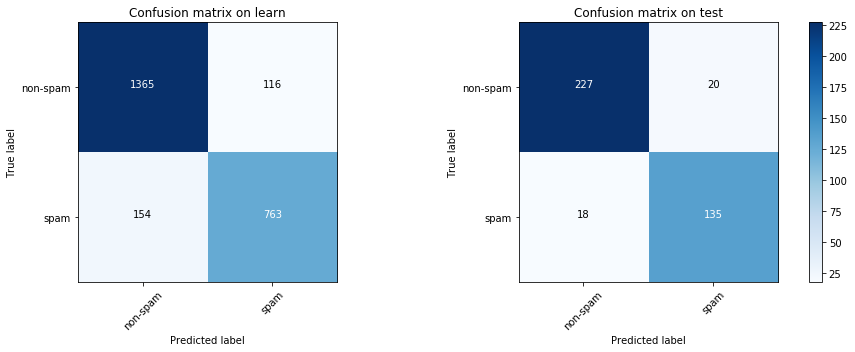 Confusion matrix on learn
True label
non-spam
1365 116
spam
154 763
non-spam
spam
Predicted label
Confusion matrix on test
True label
non-spam
227 20
spam
18 135
non-spam
spam
Predicted label
225
200
175
150
125
100
75
50
25